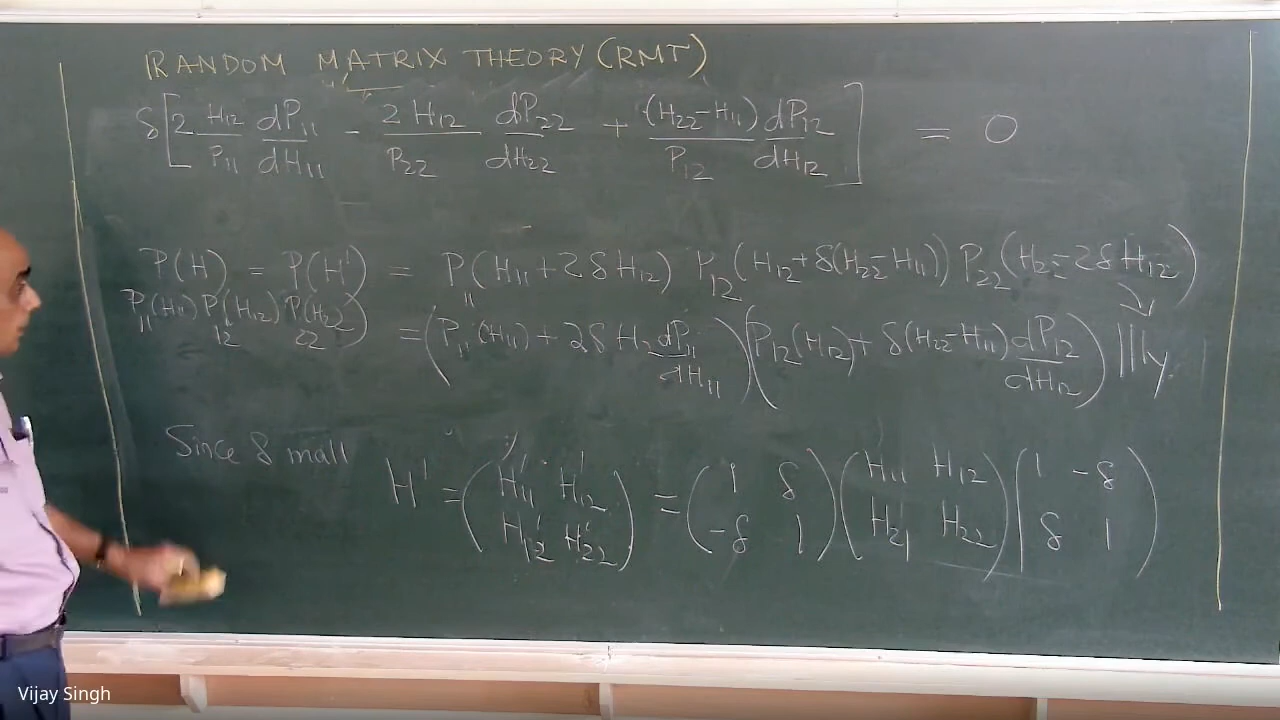 RANDOM MATRIX THEORY (RMT)
δ[2 H12/P11 dP11/dH11 - 2H12/P22 dP22/dH22 + (H22-H11)/P12 dP12/dH12] = 0
P(H) = P(H') = P11(H11+2δH12) P12(H12+δ(H22-H11)) P22(H22-2δH12)
P11(H11) P12(H12) P22(H22) = (P11(H11)+2δH12 dP11/dH11)(P12(H12)+δ(H22-H11) dP12/dH12) |||ly
Since δ mall
H' = (H'11 H'12
H'12 H'22) = (1 δ
-δ 1)(H11 H12
H21 H22)(1 -δ
δ 1)
Vijay Singh